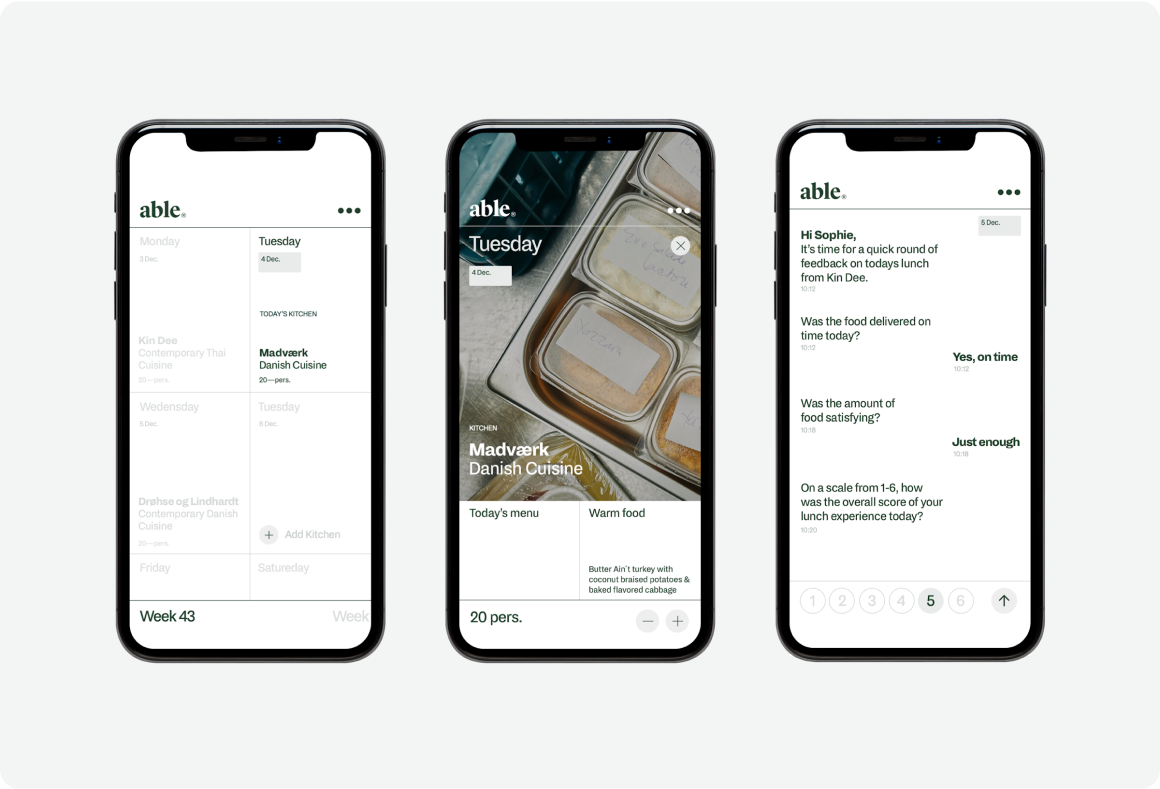 able®
Monday
3 Dec.
Kin Dee
Contemporary Thai
Cuisine
20—pers.
Tuesday
4 Dec.
TODAY'S KITCHEN
Madværk
Danish Cuisine
20—pers.
Wedensday
5 Dec.
Drøhse og Lindhardt
Contemporary Danish
Cuisine
20—pers.
Tuesday
6 Dec.
Add Kitchen
Friday
Satureday
Week 43
Week
able®
Tuesday
4 Dec.
KITCHEN
Madværk
Danish Cuisine
Today's menu
Warm food
Butter Ain´t turkey with
coconut braised potatoes &
baked flavored cabbage
20 pers.
able®
5 Dec.
Hi Sophie,
It's time for a quick round of
feedback on todays lunch
from Kin Dee.
10:12
Was the food delivered on
time today?
10:12
Yes, on time
10:12
Was the amount of
food satisfying?
10:18
Just enough
10:18
On a scale from 1-6, how
was the overall score of your
lunch experience today?
10:20
1 2 3 4 5 6